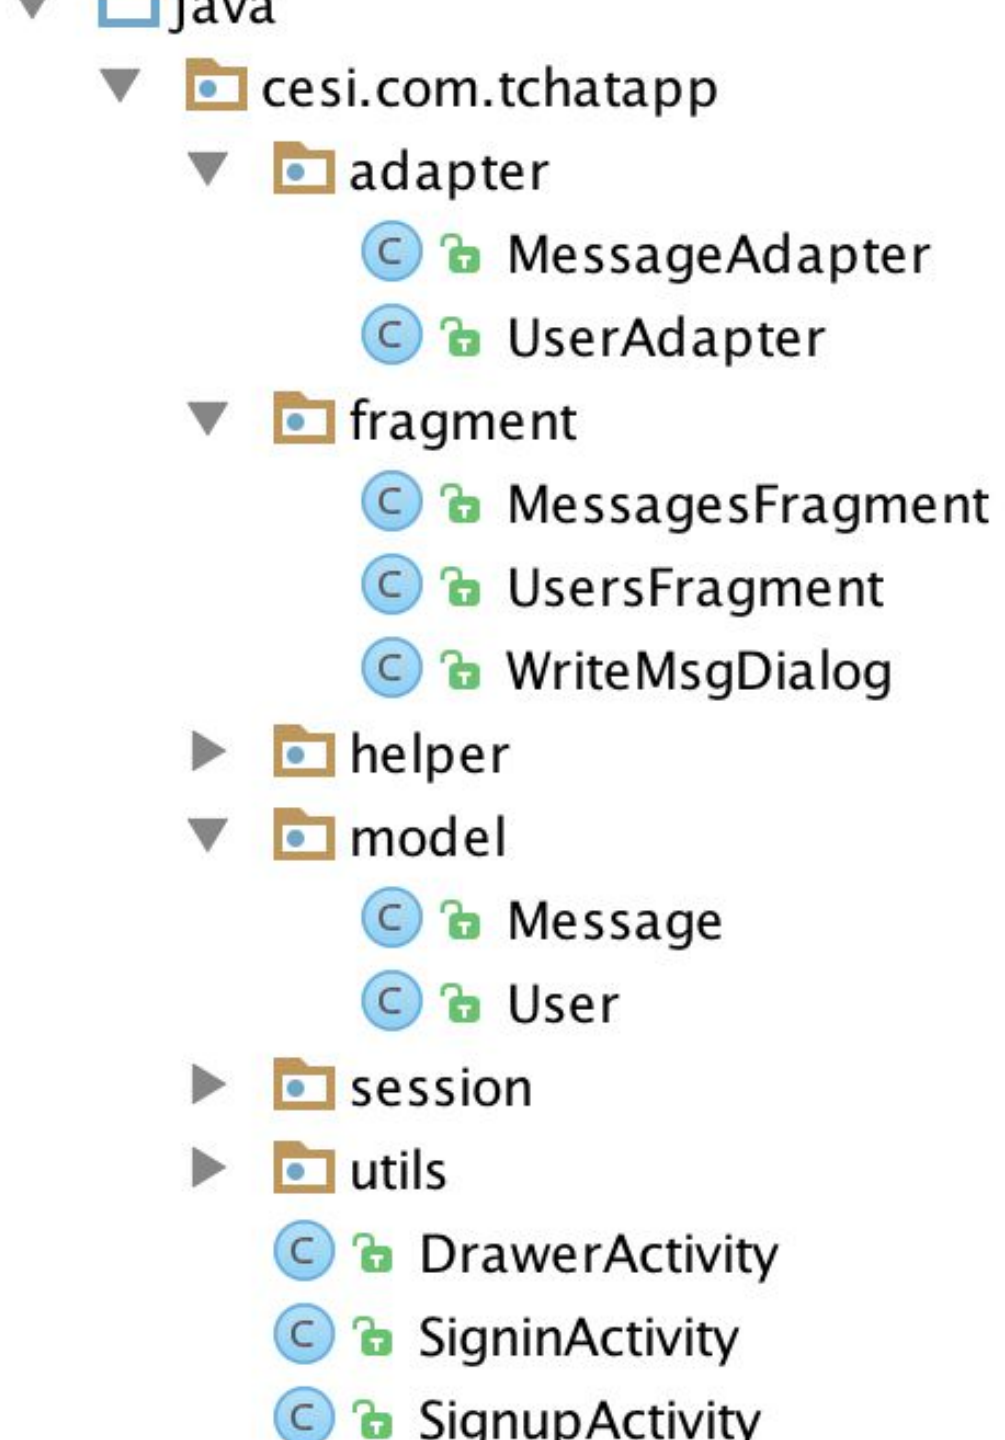 java
cesi.com.tchatapp
adapter
C MessageAdapter
C UserAdapter
fragment
C MessagesFragment
C UsersFragment
C WriteMsgDialog
helper
model
C Message
C User
session
utils
C DrawerActivity
C SigninActivity
C SignupActivity